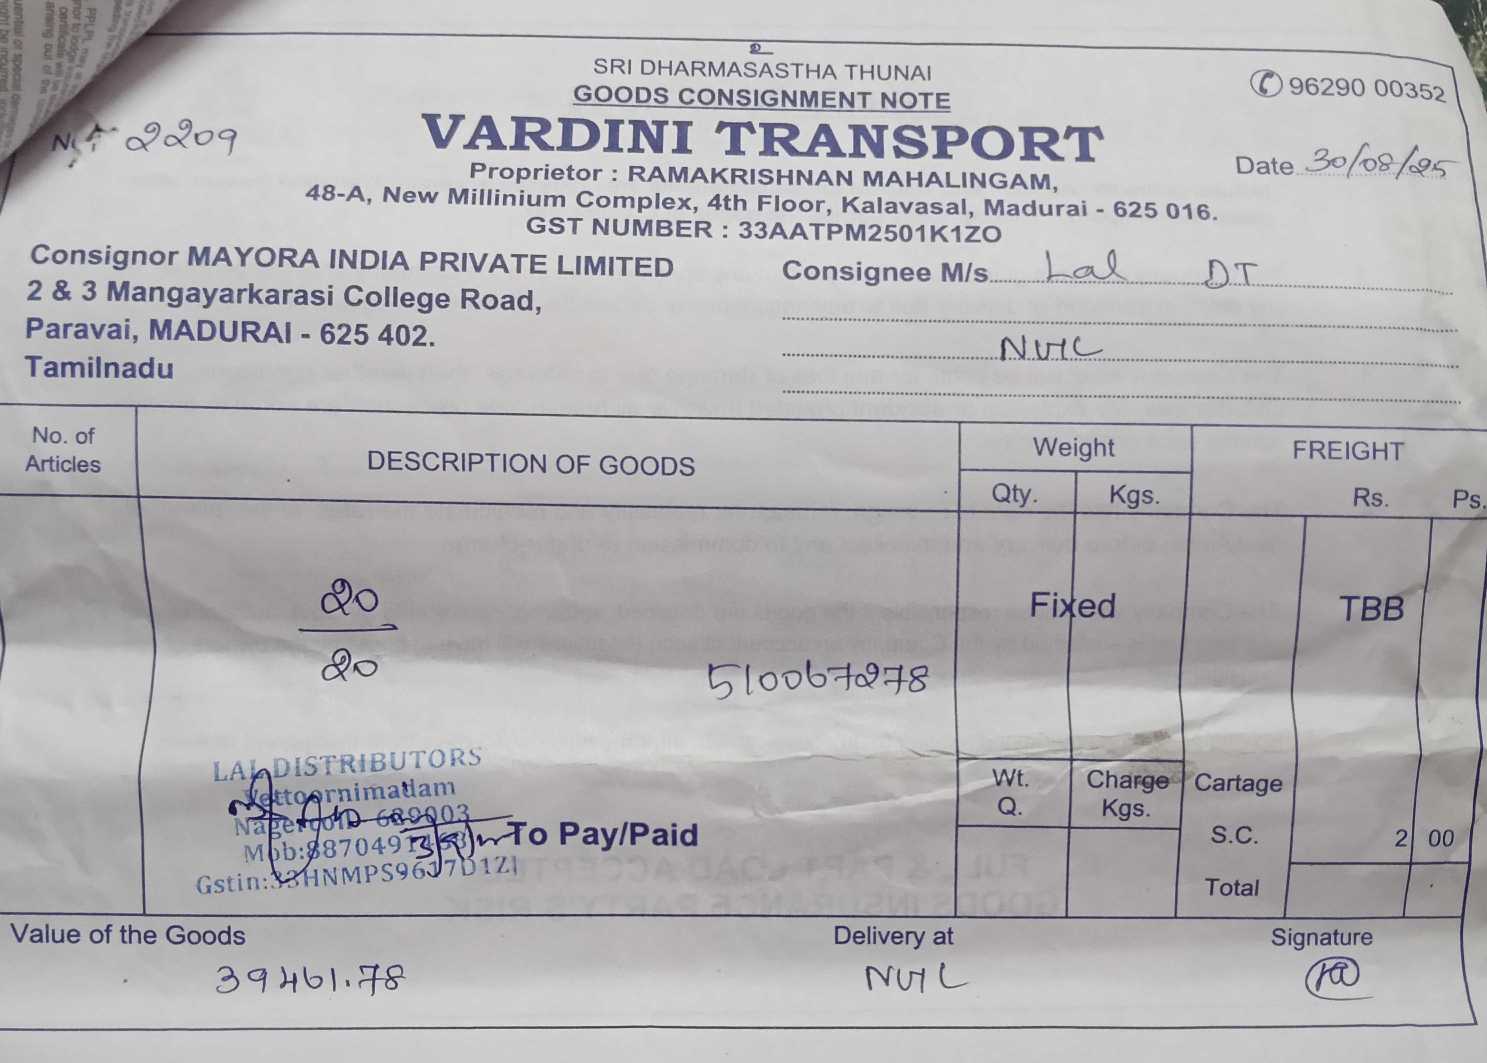 SRI DHARMASASTHA THUNAI
GOODS CONSIGNMENT NOTE
96290 00352
2209
VARDINI TRANSPORT
Date 30/08/25
Proprietor : RAMAKRISHNAN MAHALINGAM,
48-A, New Millinium Complex, 4th Floor, Kalavasal, Madurai - 625 016.
GST NUMBER : 33AATPM2501K1ZO
Consignor MAYORA INDIA PRIVATE LIMITED
2 & 3 Mangayarkarasi College Road,
Paravai, MADURAI - 625 402.
Tamilnadu
Consignee M/s. Lal DT
No. of Articles
DESCRIPTION OF GOODS
Weight
Qty.
Kgs.
FREIGHT
Rs.
Ps.
20
20
510067278
Fixed
TBB
LAL DISTRIBUTORS
Vettoornimadam
To Pay/Paid
Wt. Q.
Charge Kgs.
Cartage
S.C.
2 00
Total
Value of the Goods
39461.78
Delivery at
Signature